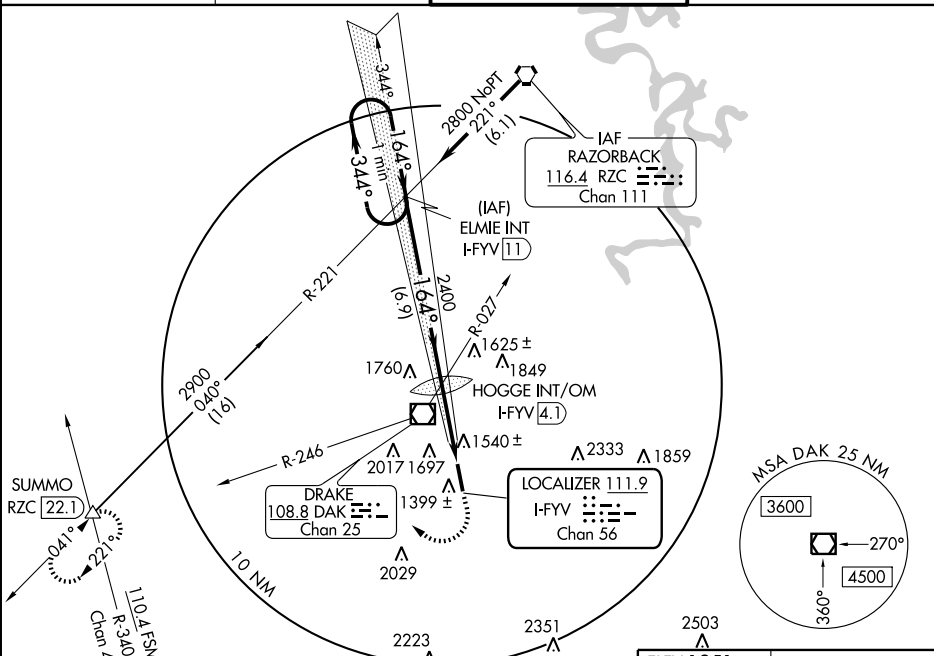 344°
2800 NoPT
221°
(6.1)
IAF
RAZORBACK
116.4 RZC
Chan 111
164°
1 min
344°
(IAF)
ELMIE INT
I-FYV 11
R-221
2400
164°
(6.9)
R-027
1625 ±
1849
1760
HOGGE INT/OM
I-FYV 4.1
2900
040°
(16)
R-246
1540 ±
2017
1697
2333
1859
SUMMO
RZC 22.1
DRAKE
108.8 DAK
Chan 25
1399 ±
LOCALIZER 111.9
I-FYV
Chan 56
MSA DAK 25 NM
3600
270°
4500
360°
041°
221°
2029
10 NM
110.4 FSM
R-340
2223
2351
2503